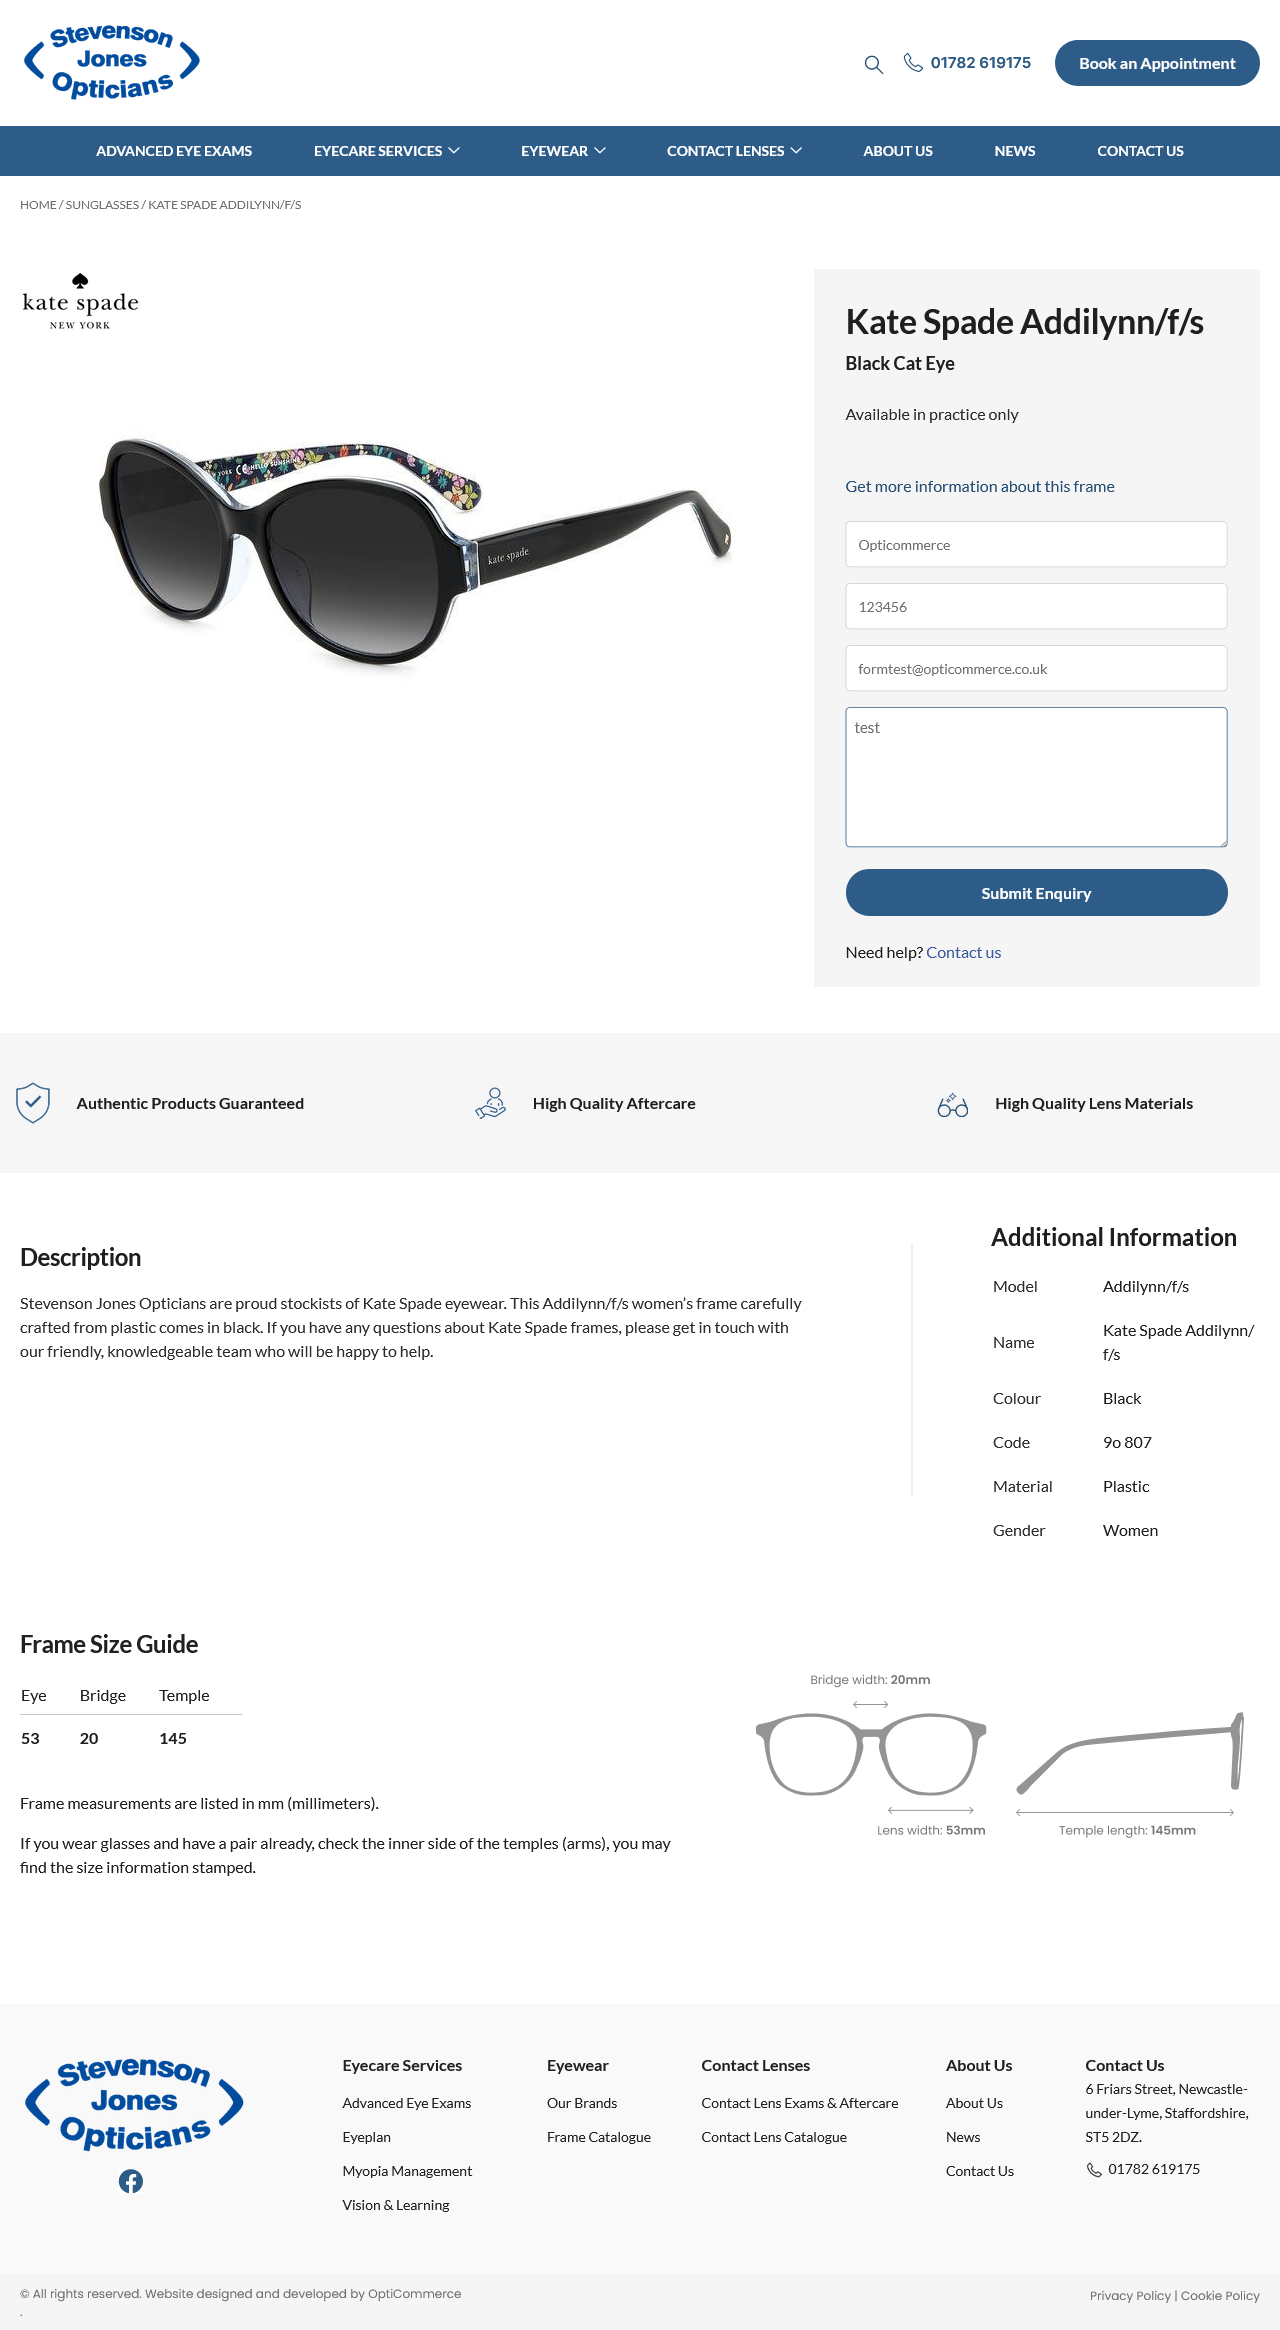 Stevenson
Jones
Opticians
01782 619175
Book an Appointment
ADVANCED EYE EXAMS
EYECARE SERVICES
EYEWEAR
CONTACT LENSES
ABOUT US
NEWS
CONTACT US
HOME / SUNGLASSES / KATE SPADE ADDILYNN/F/S
kate spade
NEW YORK
YORK CE HELLO SUNSHINE
kate spade
Kate Spade Addilynn/f/s
Black Cat Eye
Available in practice only
Get more information about this frame
Opticommerce
123456
formtest@opticommerce.co.uk
test
Submit Enquiry
Need help? Contact us
Authentic Products Guaranteed
High Quality Aftercare
High Quality Lens Materials
Description
Stevenson Jones Opticians are proud stockists of Kate Spade eyewear. This Addilynn/f/s women’s frame carefully
crafted from plastic comes in black. If you have any questions about Kate Spade frames, please get in touch with
our friendly, knowledgeable team who will be happy to help.
Additional Information
Model Addilynn/f/s
Name Kate Spade Addilynn/
f/s
Colour Black
Code 9o 807
Material Plastic
Gender Women
Frame Size Guide
Eye Bridge Temple
53 20 145
Frame measurements are listed in mm (millimeters).
If you wear glasses and have a pair already, check the inner side of the temples (arms), you may
find the size information stamped.
Bridge width: 20mm
Lens width: 53mm
Temple length: 145mm
Stevenson
Jones
Opticians
Eyecare Services
Advanced Eye Exams
Eyeplan
Myopia Management
Vision & Learning
Eyewear
Our Brands
Frame Catalogue
Contact Lenses
Contact Lens Exams & Aftercare
Contact Lens Catalogue
About Us
About Us
News
Contact Us
Contact Us
6 Friars Street, Newcastle-
under-Lyme, Staffordshire,
ST5 2DZ.
01782 619175
© All rights reserved. Website designed and developed by OptiCommerce
.
Privacy Policy | Cookie Policy